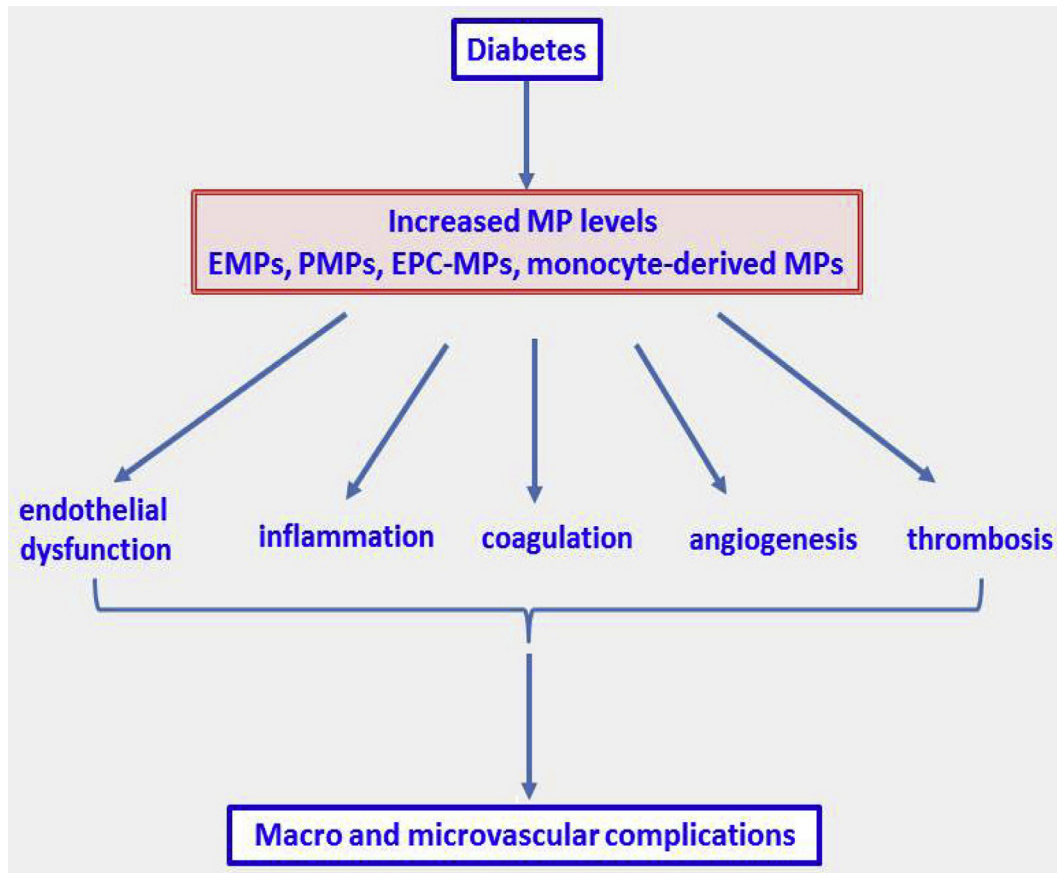 Diabetes
Increased MP levels
EMPs, PMPs, EPC-MPs, monocyte-derived MPs
endothelial
dysfunction
inflammation
coagulation
angiogenesis
thrombosis
Macro and microvascular complications